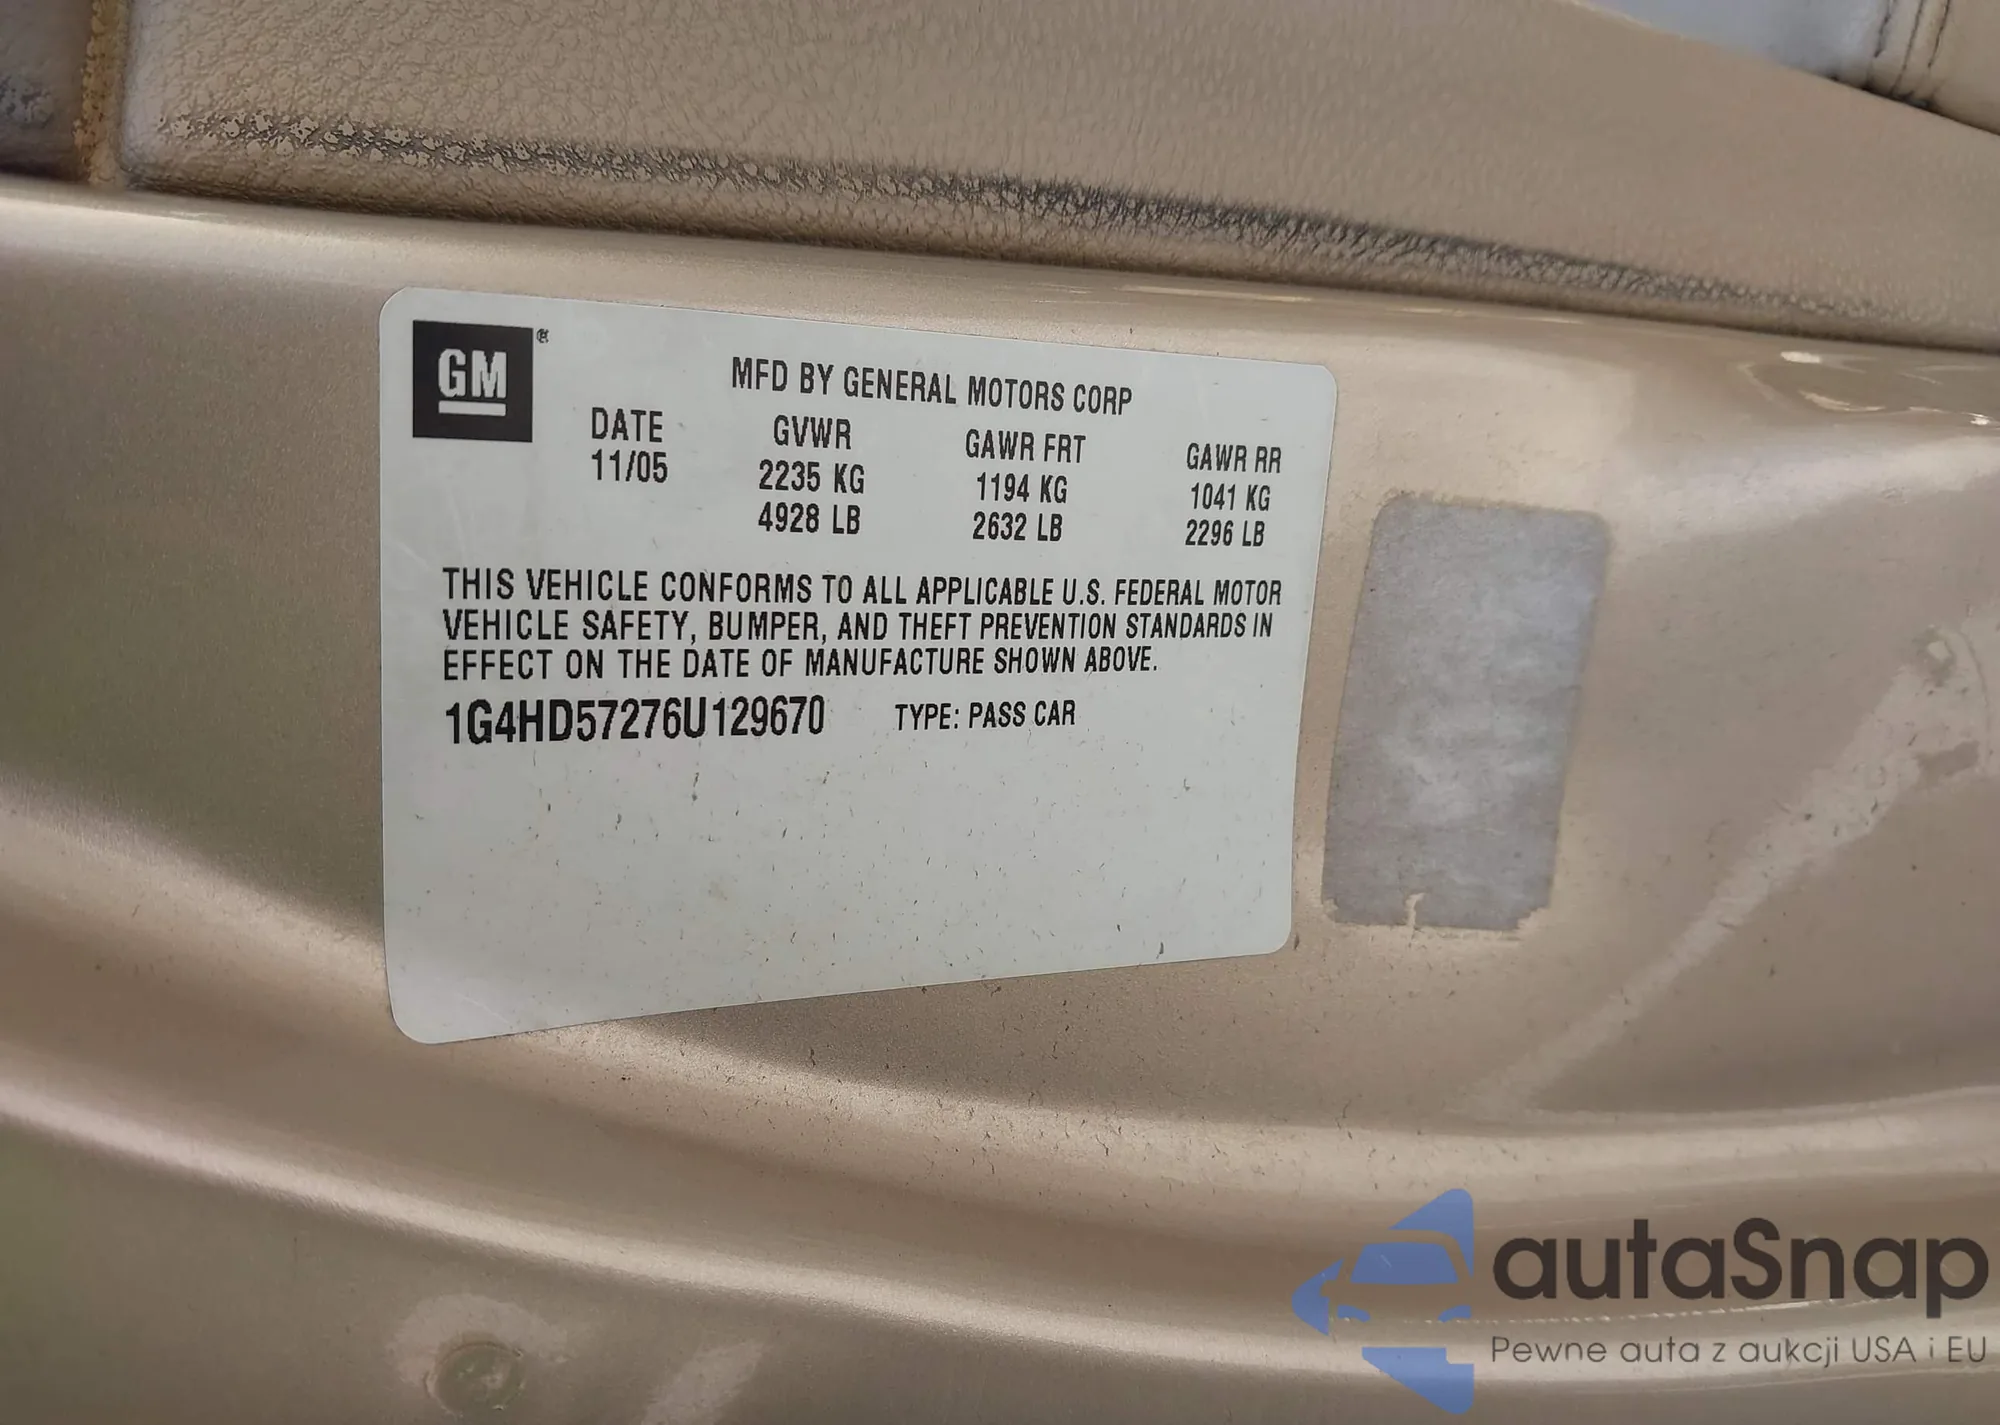 GM
MFD BY GENERAL MOTORS CORP
DATE GVWR GAWR FRT GAWR RR
11/05 2235 KG 1194 KG 1041 KG
4928 LB 2632 LB 2296 LB
THIS VEHICLE CONFORMS TO ALL APPLICABLE U.S. FEDERAL MOTOR
VEHICLE SAFETY, BUMPER, AND THEFT PREVENTION STANDARDS IN
EFFECT ON THE DATE OF MANUFACTURE SHOWN ABOVE.
1G4HD57276U129670 TYPE: PASS CAR
autaSnap
Pewne auta z aukcji USA i EU